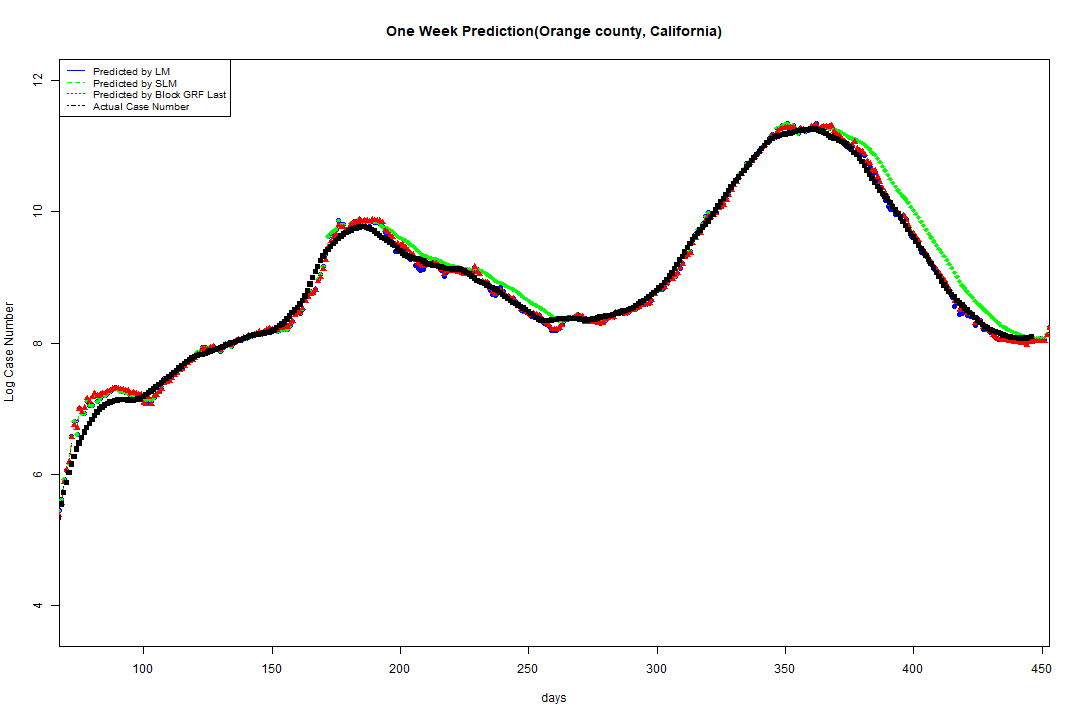 One Week Prediction(Orange county, California)
Predicted by LM
Predicted by SLM
Predicted by Block GRF Last
Actual Case Number
12
10
8
6
4
Log Case Number
100 150 200 250 300 350 400 450
days